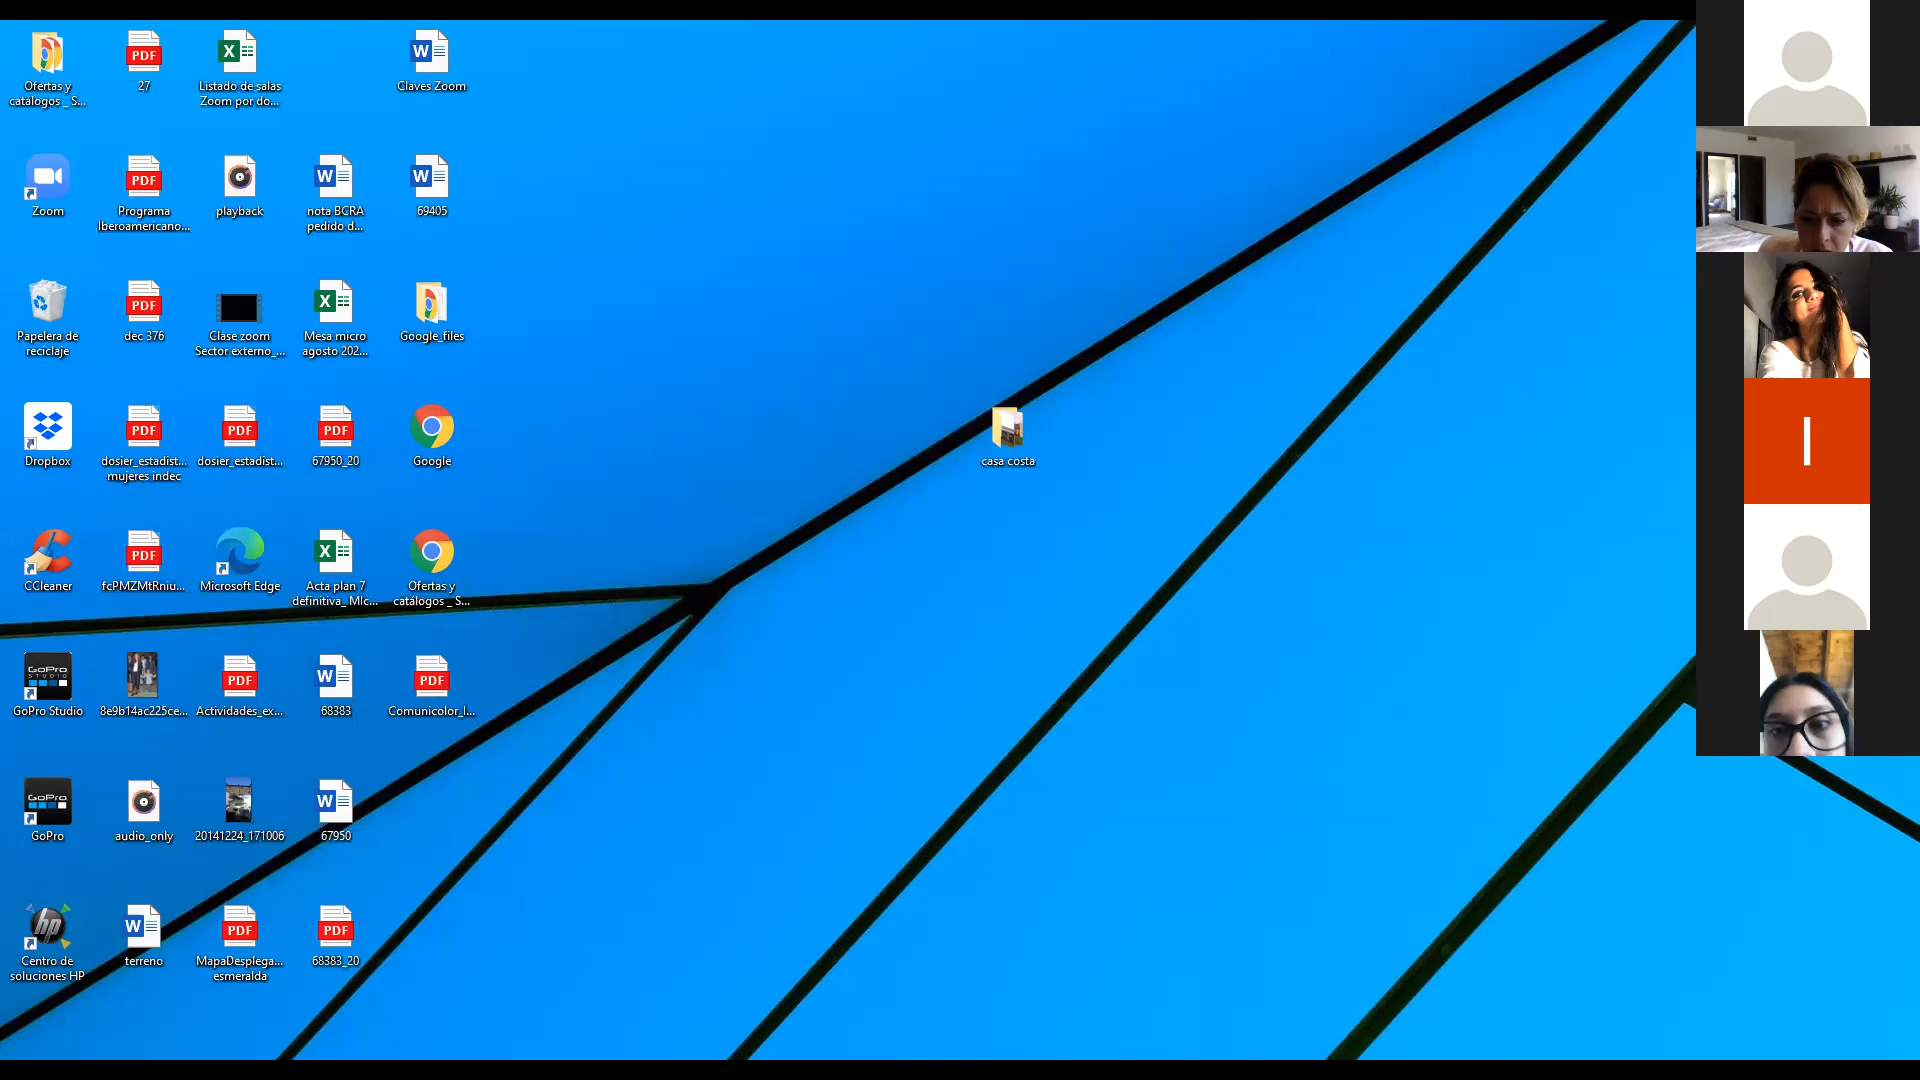 Ofertas y
catálogos _ S...
PDF
27
X
Listado de salas
Zoom por do...
W
Claves Zoom
Zoom
PDF
Programa
Iberoamericano...
playback
W
nota BCRA
pedido d...
W
69405
Papelera de
reciclaje
PDF
dec 376
Clase zoom
Sector externo_...
X
Mesa micro
agosto 202...
Google_files
Dropbox
PDF
dosier_estadist...
mujeres indec
PDF
dosier_estadist...
PDF
67950_20
Google
casa costa
CCleaner
PDF
fcPMZMtRniu...
Microsoft Edge
X
Acta plan 7
definitiva_ MIc...
Ofertas y
catálogos _ S...
GoPro
STUDIO
GoPro Studio
8e9b14ac225ce...
PDF
Actividades_ex...
W
68383
PDF
Comunicolor_I...
GoPro
GoPro
audio_only
20141224_171006
W
67950
hp
Centro de
soluciones HP
W
terreno
PDF
MapaDesplega...
esmeralda
PDF
68383_20
I